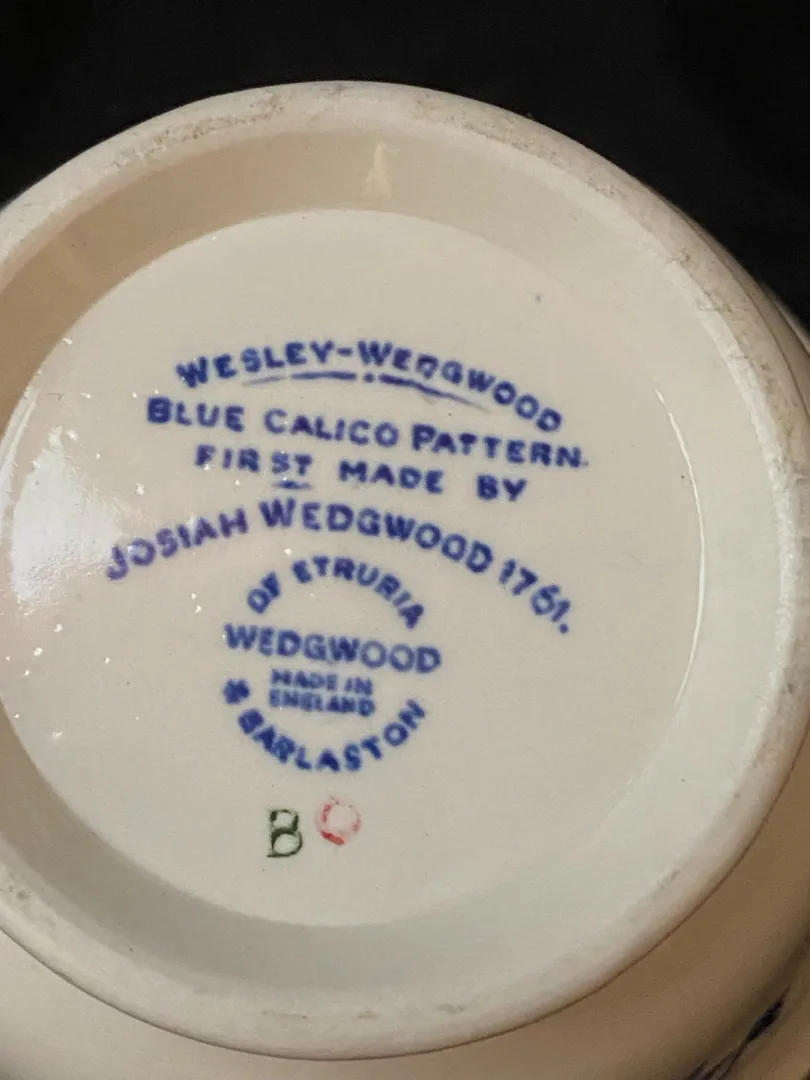 WESLEY-WEDGWOOD
BLUE CALICO PATTERN.
FIRST MADE BY
JOSIAH WEDGWOOD 1761.
OF ETRURIA
WEDGWOOD
MADE IN
ENGLAND
& BARLASTON
B O